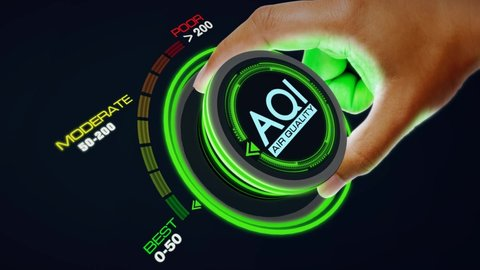 POOR
> 200
MODERATE
50-200
BEST
0-50
AQI
AIR QUALITY